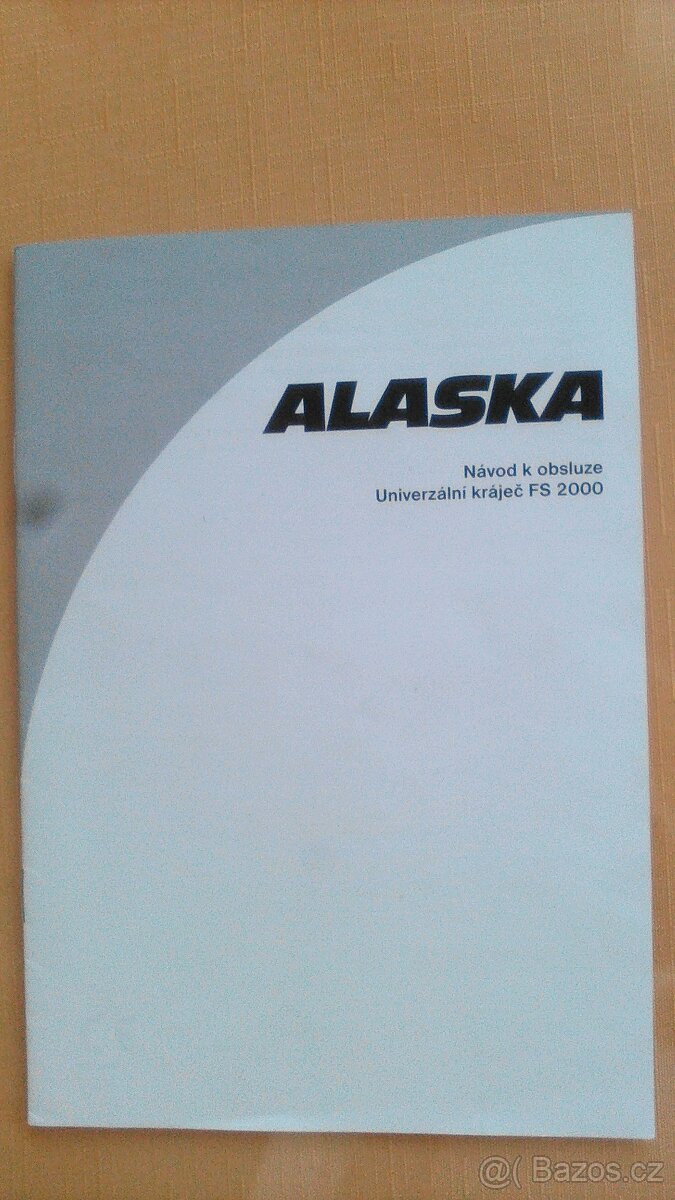 ALASKA
Návod k obsluze
Univerzální kráječ FS 2000
@( Bazos.cz